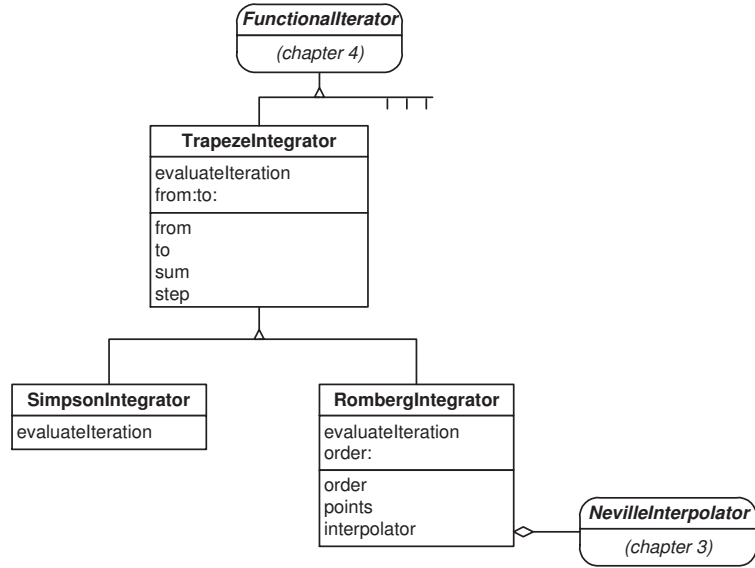 FunctionalIterator
(chapter 4)
TrapezeIntegrator
evaluateIteration
from:to:
from
to
sum
step
SimpsonIntegrator
evaluateIteration
RombergIntegrator
evaluateIteration
order:
order
points
interpolator
NevilleInterpolator
(chapter 3)